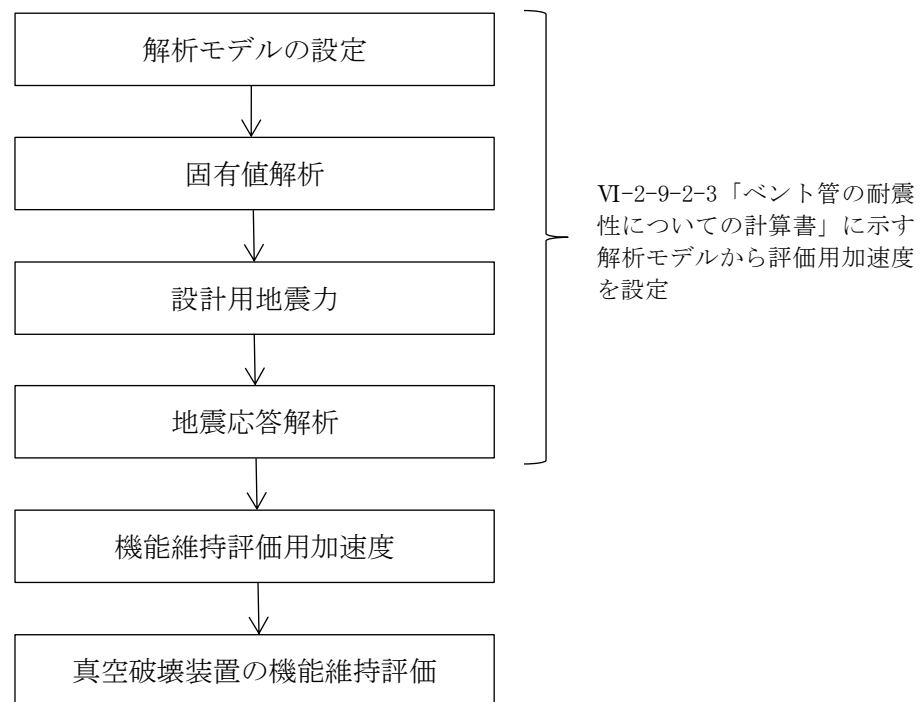 解析モデルの設定
固有値解析
設計用地震力
地震応答解析
機能維持評価用加速度
真空破壊装置の機能維持評価
Ⅵ-2-9-2-3「ベント管の耐震
性についての計算書」に示す
解析モデルから評価用加速度
を設定